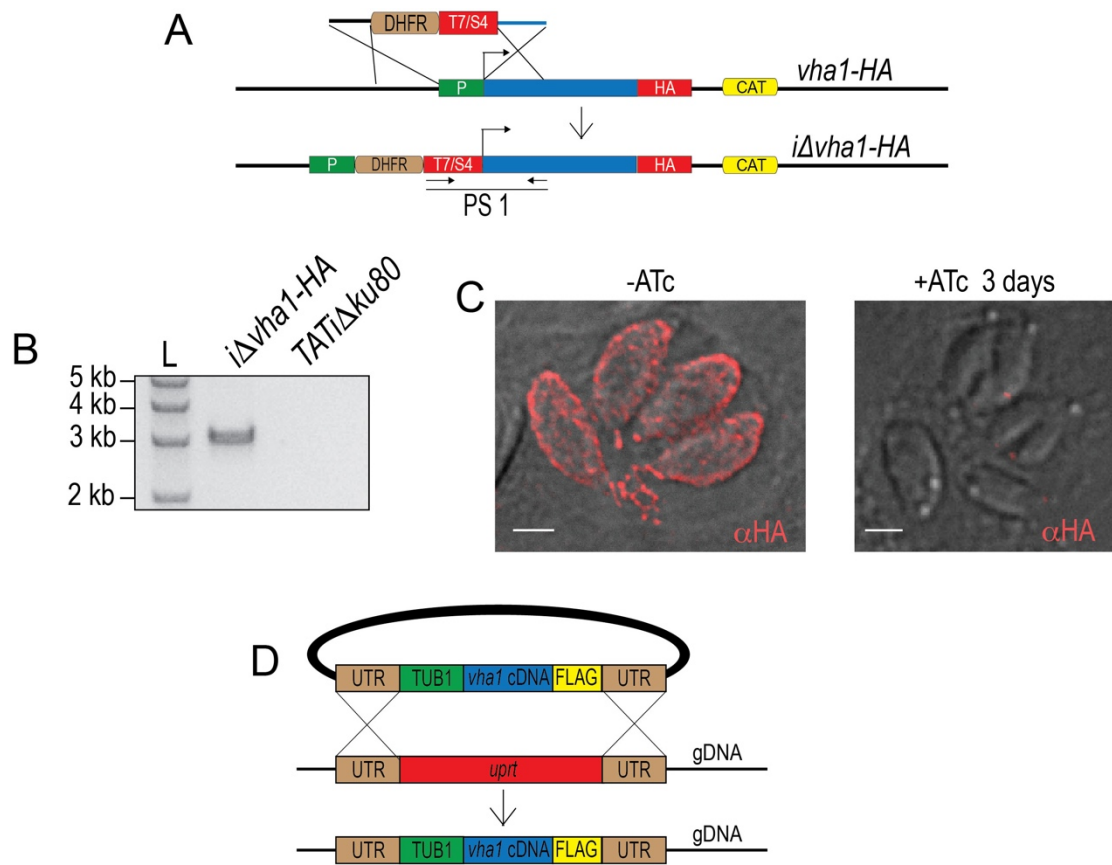 A
DHFR T7/S4
P HA CAT vha1-HA
P DHFR T7/S4 HA CAT iΔvha1-HA
PS 1
B
L iΔvha1-HA TATiΔku80
5 kb
4 kb
3 kb
2 kb
C
-ATc +ATc 3 days
αHA αHA
D
UTR TUB1 vha1 cDNA FLAG UTR
UTR uprt UTR gDNA
UTR TUB1 vha1 cDNA FLAG UTR gDNA